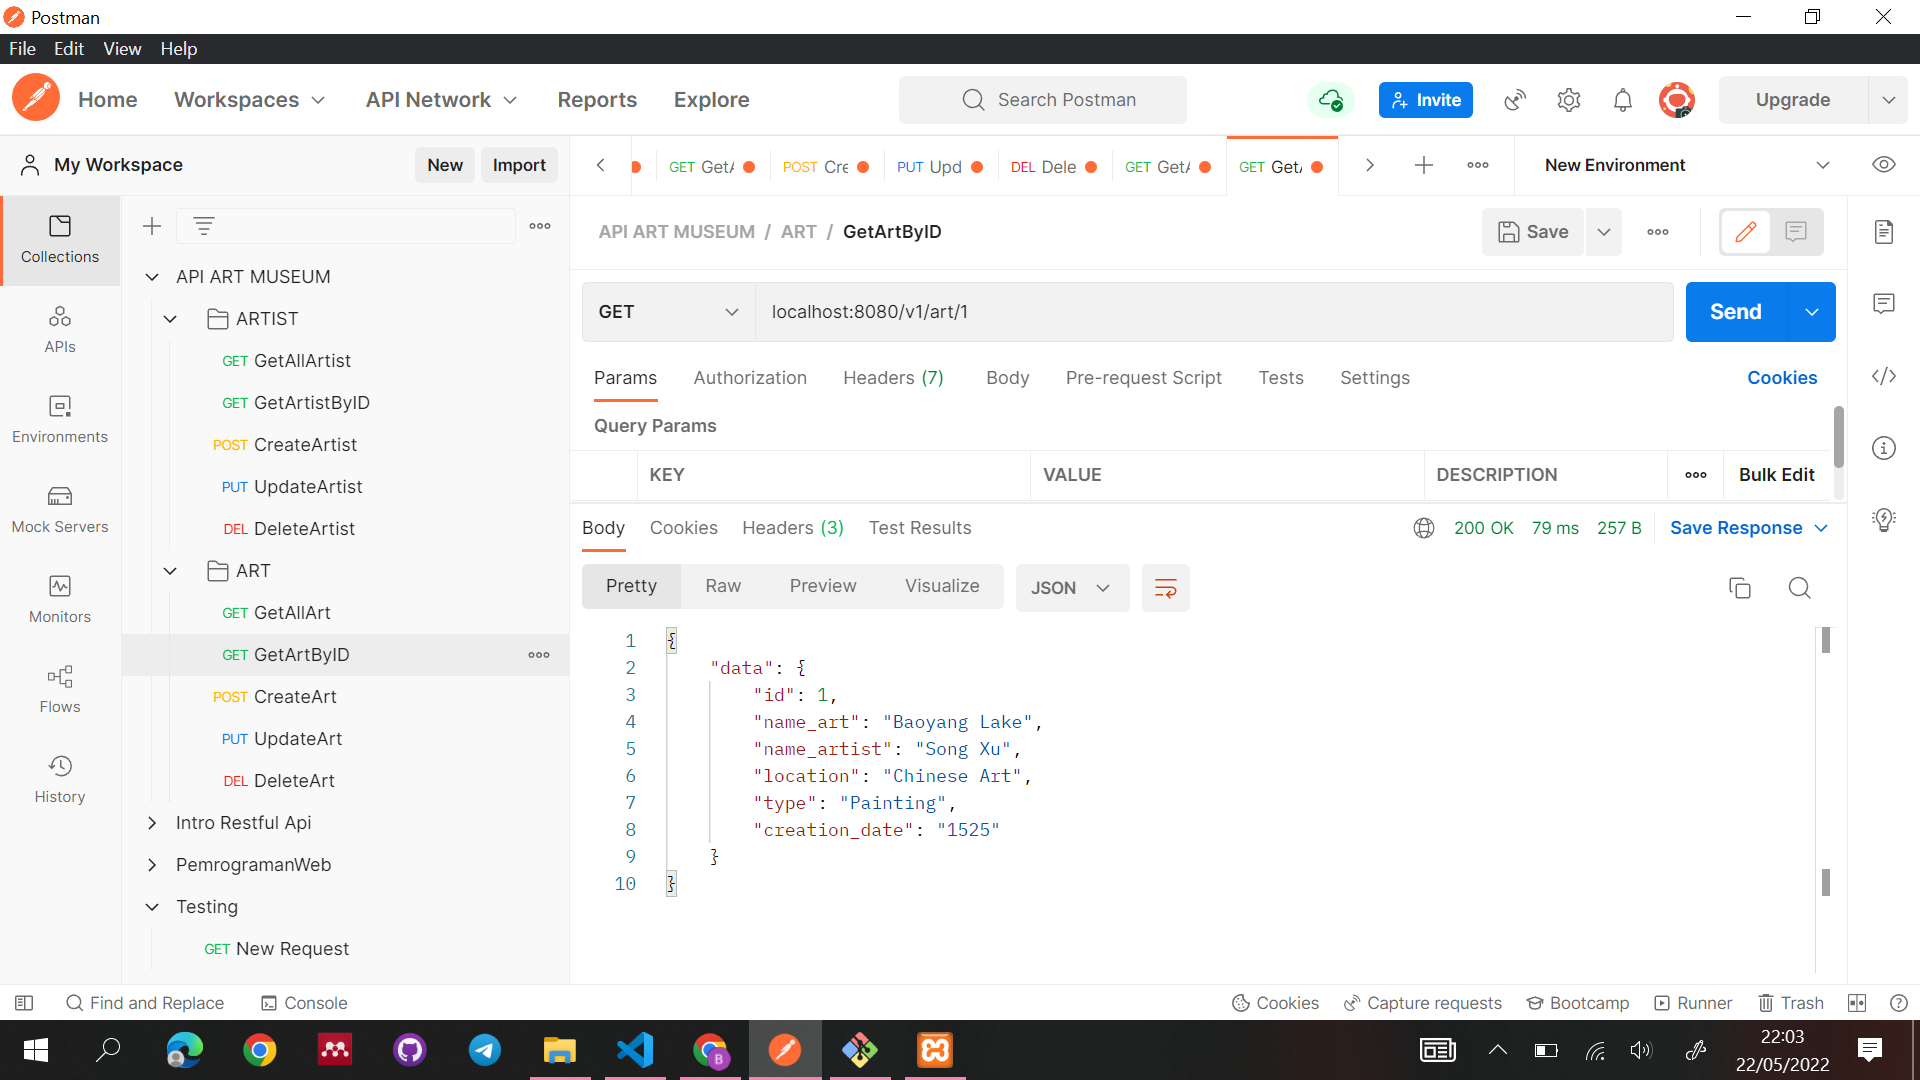 Postman
File Edit View Help
Home Workspaces API Network Reports Explore Search Postman Invite Upgrade
My Workspace New Import
GET GetA POST Cre PUT Upd DEL Dele GET GetA GET GetA New Environment
Collections
APIs
Environments
Mock Servers
Monitors
Flows
History
API ART MUSEUM
ARTIST
GET GetAllArtist
GET GetArtistByID
POST CreateArtist
PUT UpdateArtist
DEL DeleteArtist
ART
GET GetAllArt
GET GetArtByID
POST CreateArt
PUT UpdateArt
DEL DeleteArt
Intro Restful Api
PemrogramanWeb
Testing
GET New Request
API ART MUSEUM / ART / GetArtByID Save
GET localhost:8080/v1/art/1 Send
Params Authorization Headers (7) Body Pre-request Script Tests Settings Cookies
Query Params
KEY VALUE DESCRIPTION Bulk Edit
Body Cookies Headers (3) Test Results 200 OK 79 ms 257 B Save Response
Pretty Raw Preview Visualize JSON
1 {
2 "data": {
3 "id": 1,
4 "name_art": "Baoyang Lake",
5 "name_artist": "Song Xu",
6 "location": "Chinese Art",
7 "type": "Painting",
8 "creation_date": "1525"
9 }
10 }
Find and Replace Console Cookies Capture requests Bootcamp Runner Trash
B
22:03
22/05/2022